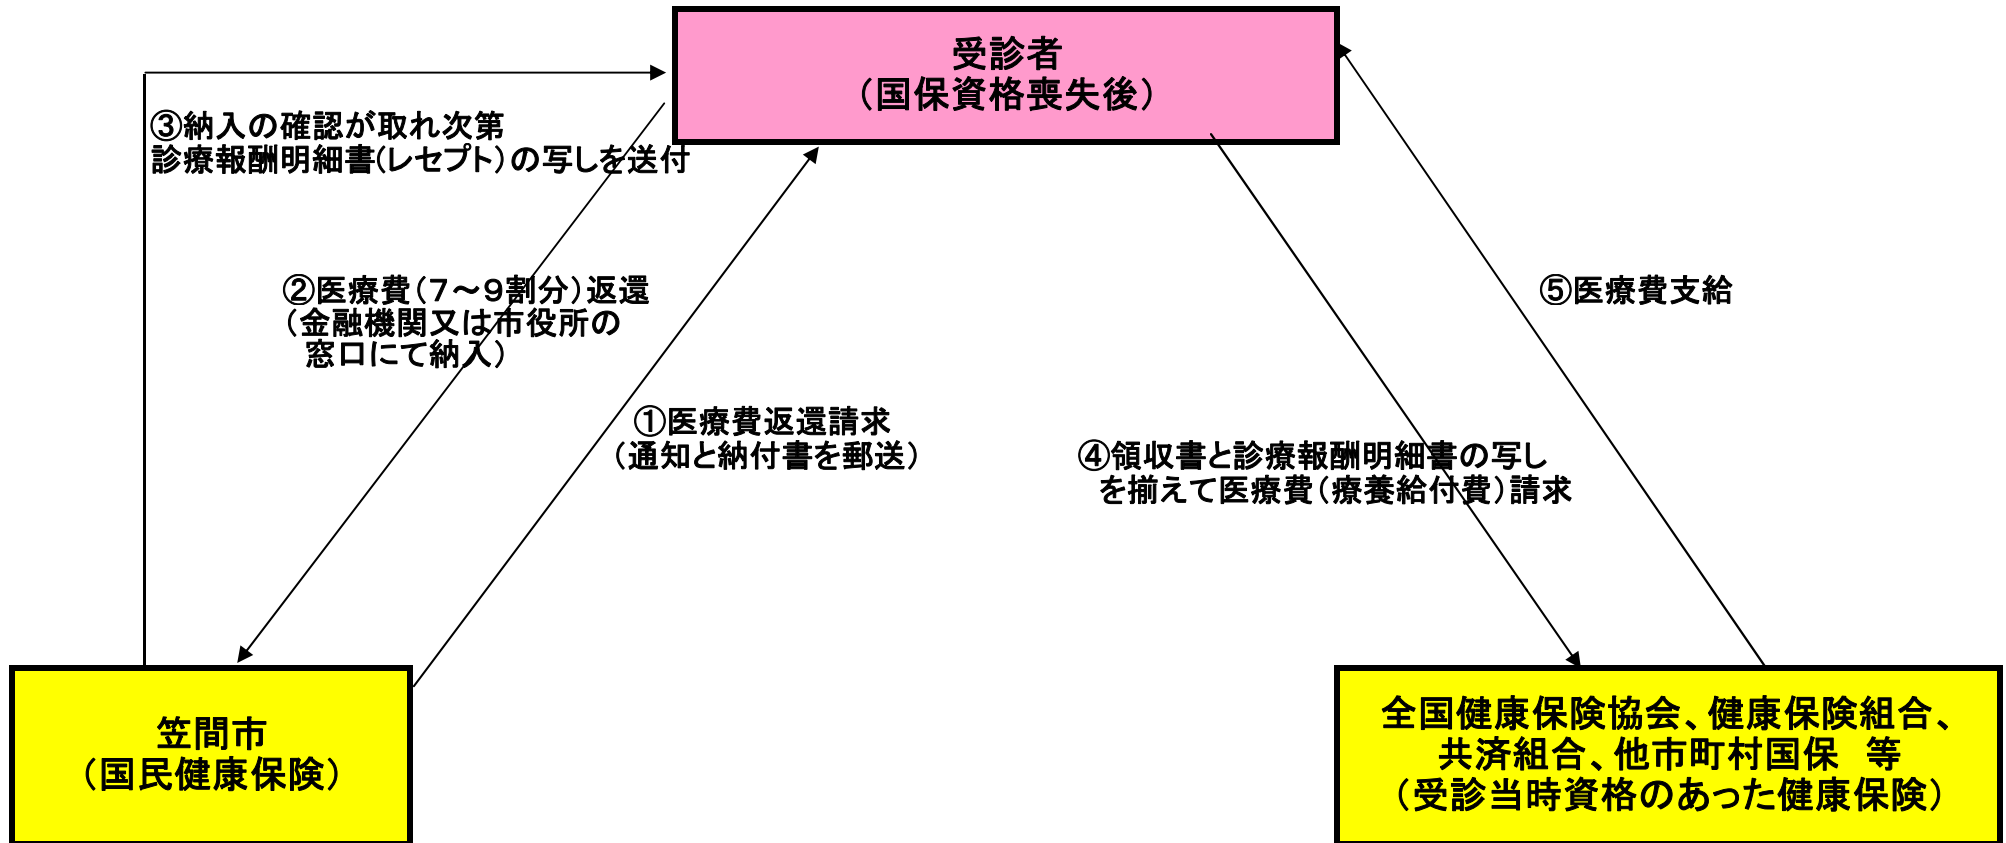 受診者
（国保資格喪失後）
③納入の確認が取れ次第
診療報酬明細書(レセプト)の写しを送付
②医療費（７～９割分）返還
（金融機関又は市役所の
窓口にて納入）
⑤医療費支給
①医療費返還請求
（通知と納付書を郵送）
④領収書と診療報酬明細書の写し
を揃えて医療費（療養給付費）請求
笠間市
（国民健康保険）
全国健康保険協会、健康保険組合、
共済組合、他市町村国保　等
（受診当時資格のあった健康保険）